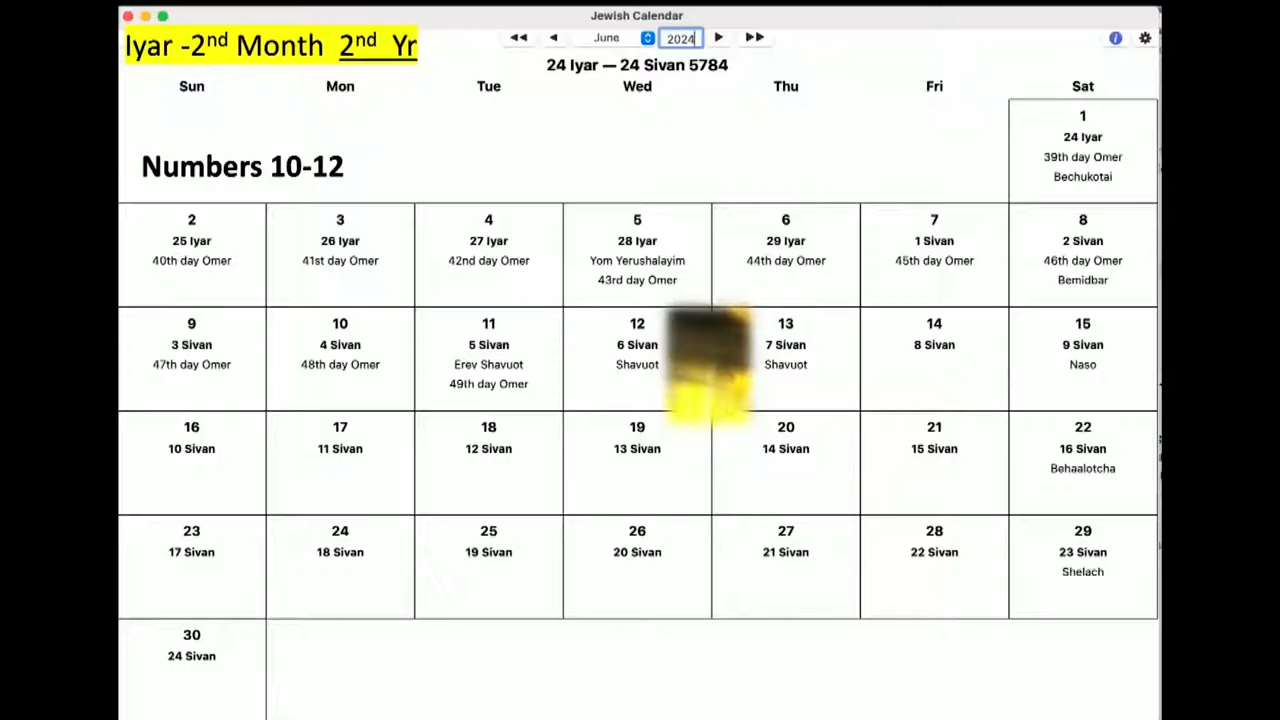 Jewish Calendar
Iyar -2nd Month 2nd Yr
June 2024
24 Iyar — 24 Sivan 5784
Sun Mon Tue Wed Thu Fri Sat
Numbers 10-12
1
24 Iyar
39th day Omer
Bechukotai
2 3 4 5 6 7 8
25 Iyar 26 Iyar 27 Iyar 28 Iyar 29 Iyar 1 Sivan 2 Sivan
40th day Omer 41st day Omer 42nd day Omer Yom Yerushalayim 44th day Omer 45th day Omer 46th day Omer
43rd day Omer Bemidbar
9 10 11 12 13 14 15
3 Sivan 4 Sivan 5 Sivan 6 Sivan 7 Sivan 8 Sivan 9 Sivan
47th day Omer 48th day Omer Erev Shavuot Shavuot Shavuot Naso
49th day Omer
16 17 18 19 20 21 22
10 Sivan 11 Sivan 12 Sivan 13 Sivan 14 Sivan 15 Sivan 16 Sivan
Behaalotcha
23 24 25 26 27 28 29
17 Sivan 18 Sivan 19 Sivan 20 Sivan 21 Sivan 22 Sivan 23 Sivan
Shelach
30
24 Sivan